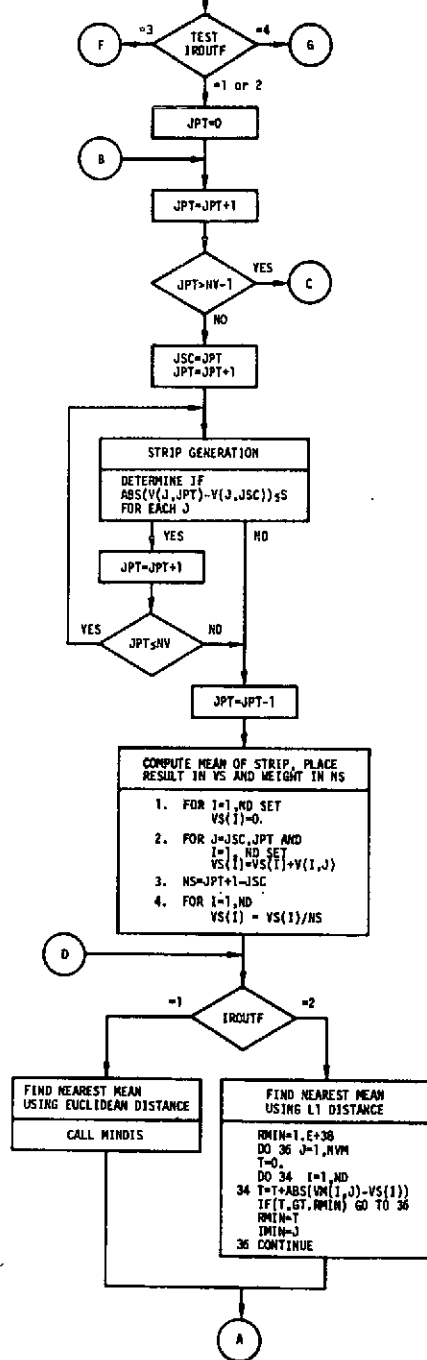 =3
=4
F
TEST
IROUTF
G
=1 or 2
JPT=0
B
JPT=JPT+1
JPT>NV-1
YES
C
NO
JSC=JPT
JPT=JPT+1
STRIP GENERATION
DETERMINE IF
ABS(V(J,JPT)-V(J,JSC))≤S
FOR EACH J
YES
NO
JPT=JPT+1
YES
JPT≤NV
NO
JPT=JPT-1
COMPUTE MEAN OF STRIP, PLACE
RESULT IN VS AND WEIGHT IN NS
1. FOR I=1,ND SET
VS(I)=0.
2. FOR J=JSC,JPT AND
I=1, ND SET
VS(I)=VS(I)+V(I,J)
3. NS=JPT+1-JSC
4. FOR I=1,ND
VS(I) = VS(I)/NS
D
=1
=2
IROUTF
FIND NEAREST MEAN
USING EUCLIDEAN DISTANCE
CALL MINDIS
FIND NEAREST MEAN
USING L1 DISTANCE
RMIN=1.E+38
DO 36 J=1,NVM
T=0.
DO 34 I=1,ND
34 T=T+ABS(VM(I,J)-VS(I))
IF(T.GT.RMIN) GO TO 36
RMIN=T
IMIN=J
36 CONTINUE
A